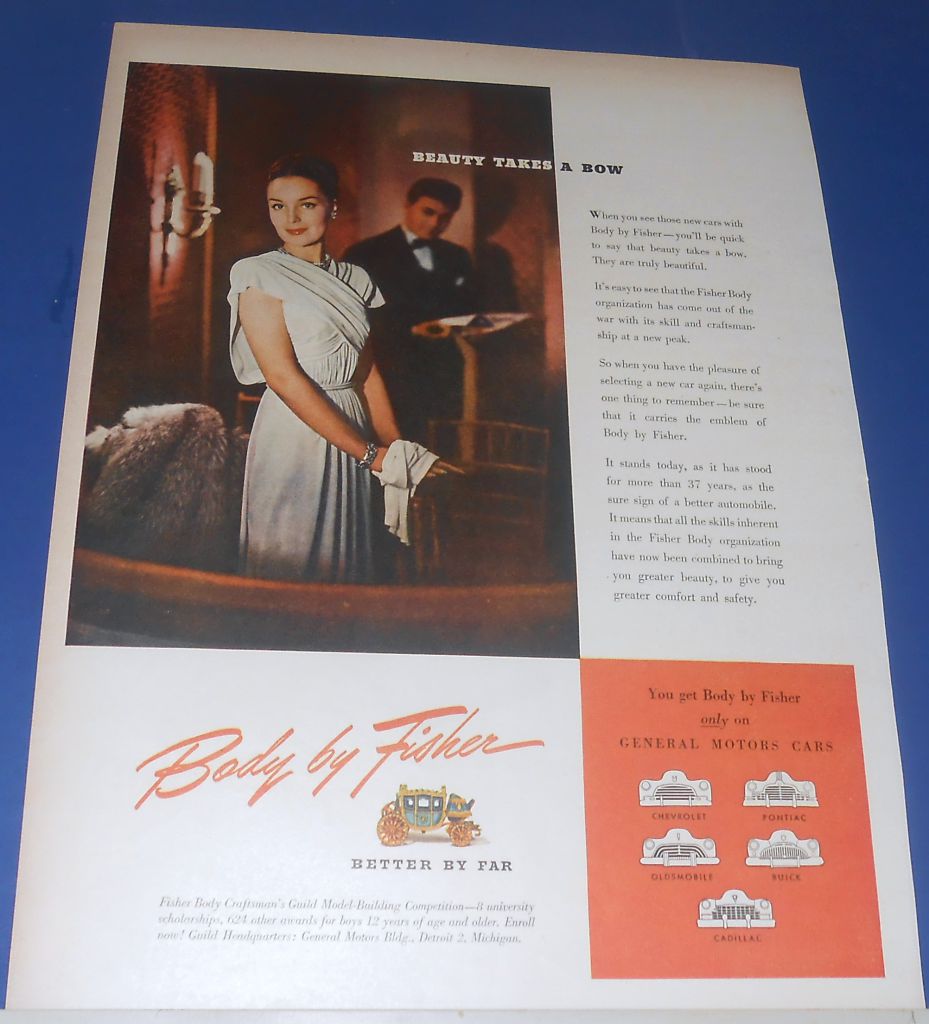 BEAUTY TAKES A BOW
When you see those new cars with
Body by Fisher—you'll be quick
to say that beauty takes a bow.
They are truly beautiful.
It's easy to see that the Fisher Body
organization has come out of the
war with its skill and craftsman-
ship at a new peak.
So when you have the pleasure of
selecting a new car again, there's
one thing to remember—be sure
that it carries the emblem of
Body by Fisher.
It stands today, as it has stood
for more than 37 years, as the
sure sign of a better automobile.
It means that all the skills inherent
in the Fisher Body organization
have now been combined to bring
you greater beauty, to give you
greater comfort and safety.
Body by Fisher
BETTER BY FAR
Fisher Body Craftsman's Guild Model-Building Competition—8 university
scholarships, 624 other awards for boys 12 years of age and older. Enroll
now! Guild Headquarters: General Motors Bldg., Detroit 2, Michigan.
You get Body by Fisher
only on
GENERAL MOTORS CARS
CHEVROLET
PONTIAC
OLDSMOBILE
BUICK
CADILLAC